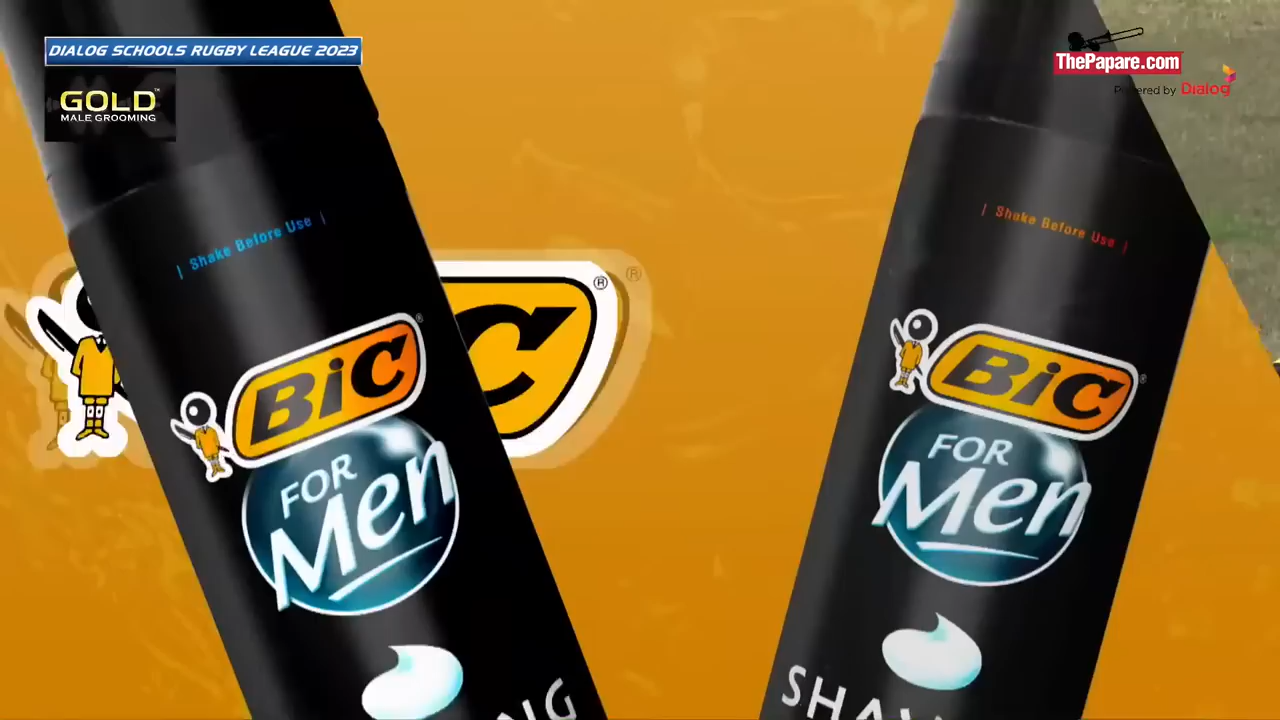 DIALOG SCHOOLS RUGBY LEAGUE 2023
GOLD™
MALE GROOMING
ThePapare.com
Powered by Dialog
| Shake Before Use |
BiC®
FOR
Men
C®
®
| Shake Before Use |
BiC®
FOR
Men